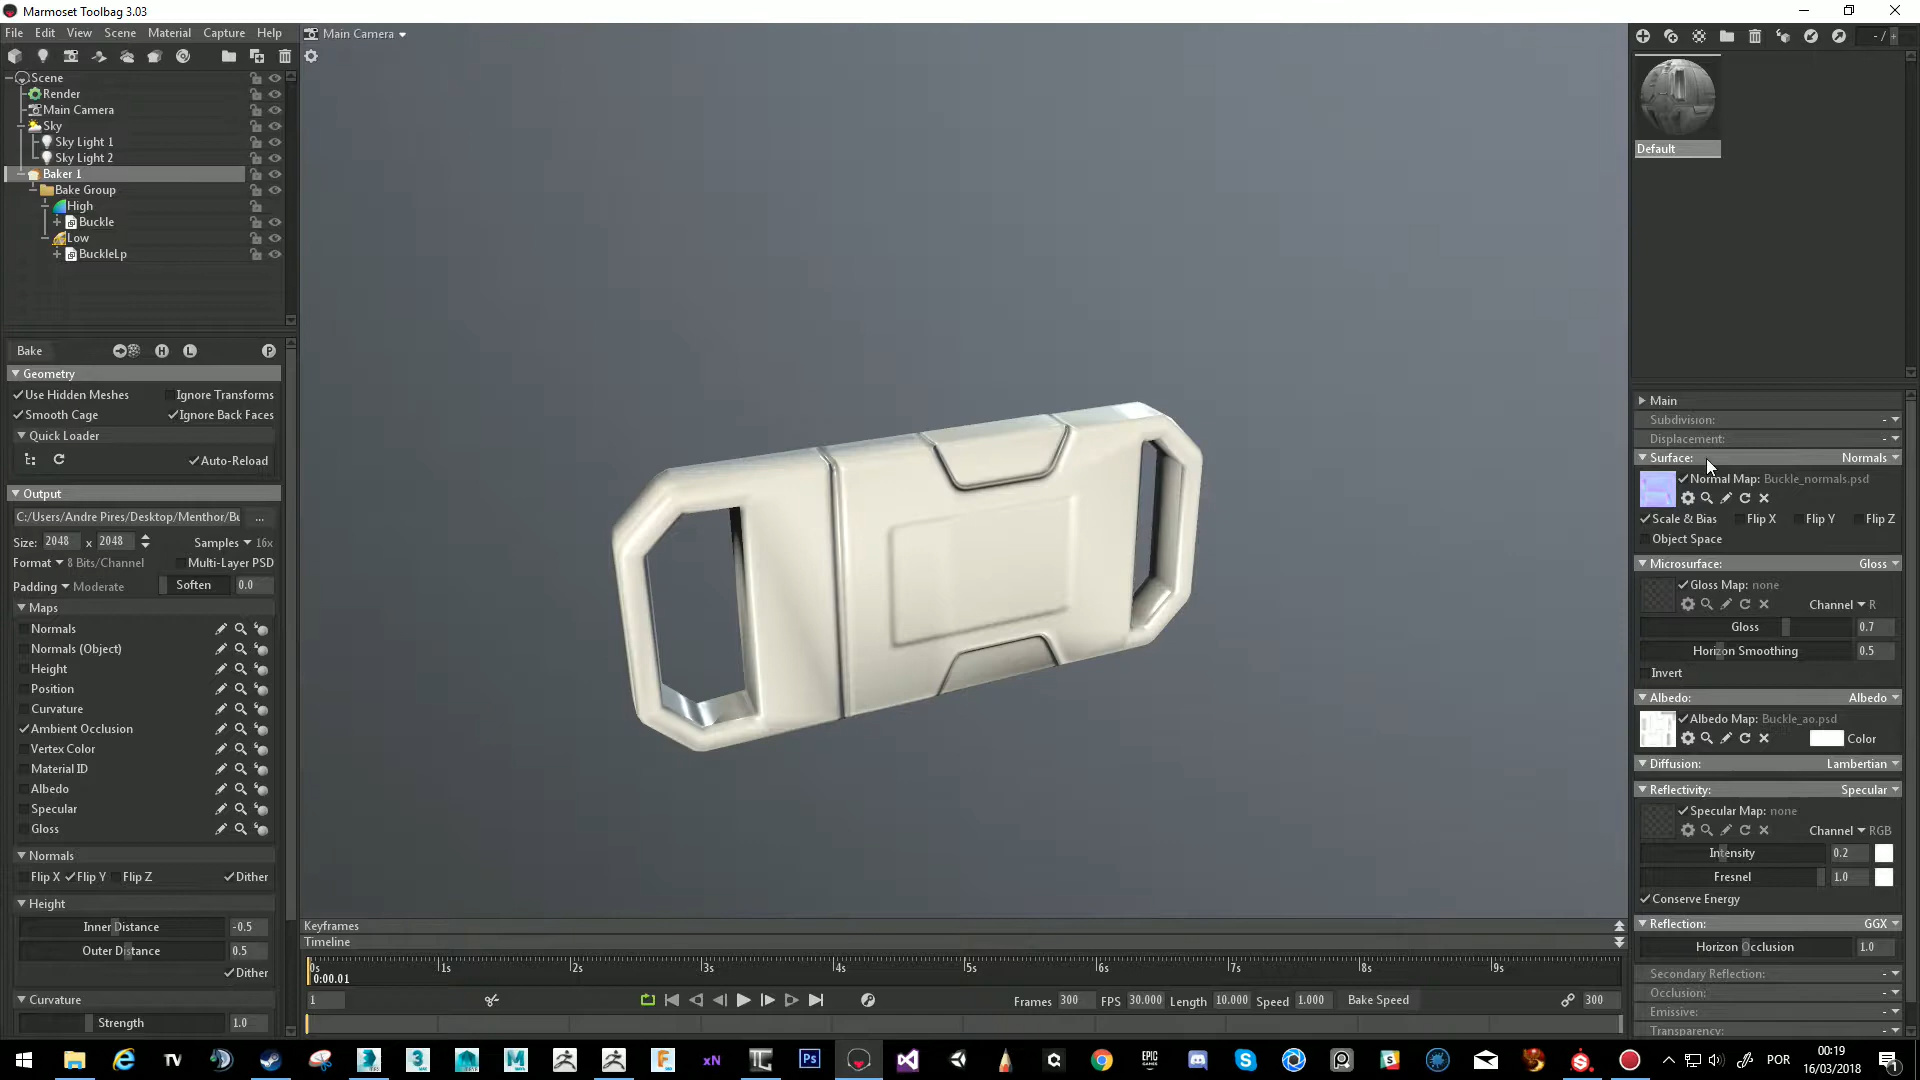 Marmoset Toolbag 3.03
File Edit View Scene Material Capture Help
Main Camera
Scene
Render
Main Camera
Sky
Sky Light 1
Sky Light 2
Baker 1
Bake Group
High
Buckle
Low
BuckleLp
Bake H L P
Geometry
Use Hidden Meshes Ignore Transforms
Smooth Cage Ignore Back Faces
Quick Loader
Auto-Reload
Output
C:/Users/Andre Pires/Desktop/Menthor/Bu ...
Size: 2048 x 2048 Samples 16x
Format 8 Bits/Channel Multi-Layer PSD
Padding Moderate Soften 0.0
Maps
Normals
Normals (Object)
Height
Position
Curvature
Ambient Occlusion
Vertex Color
Material ID
Albedo
Specular
Gloss
Normals
Flip X Flip Y Flip Z Dither
Height
Inner Distance -0.5
Outer Distance 0.5
Dither
Curvature
Strength 1.0
Keyframes
Timeline
0s 1s 2s 3s 4s 5s 6s 7s 8s 9s
0:00.01
1 Frames 300 FPS 30.000 Length 10.000 Speed 1.000 Bake Speed 300
- / +
Default
Main
Subdivision: -
Displacement: -
Surface: Normals
Normal Map: Buckle_normals.psd
Scale & Bias Flip X Flip Y Flip Z
Object Space
Microsurface: Gloss
Gloss Map: none
Channel R
Gloss 0.7
Horizon Smoothing 0.5
Invert
Albedo: Albedo
Albedo Map: Buckle_ao.psd
Color
Diffusion: Lambertian
Reflectivity: Specular
Specular Map: none
Channel RGB
Intensity 0.2
Fresnel 1.0
Conserve Energy
Reflection: GGX
Horizon Occlusion 1.0
Secondary Reflection: -
Occlusion: -
Emissive: -
Transparency: -
TV 3 M F xN Ps EPIC GAMES S POR 00:19
16/03/2018 1